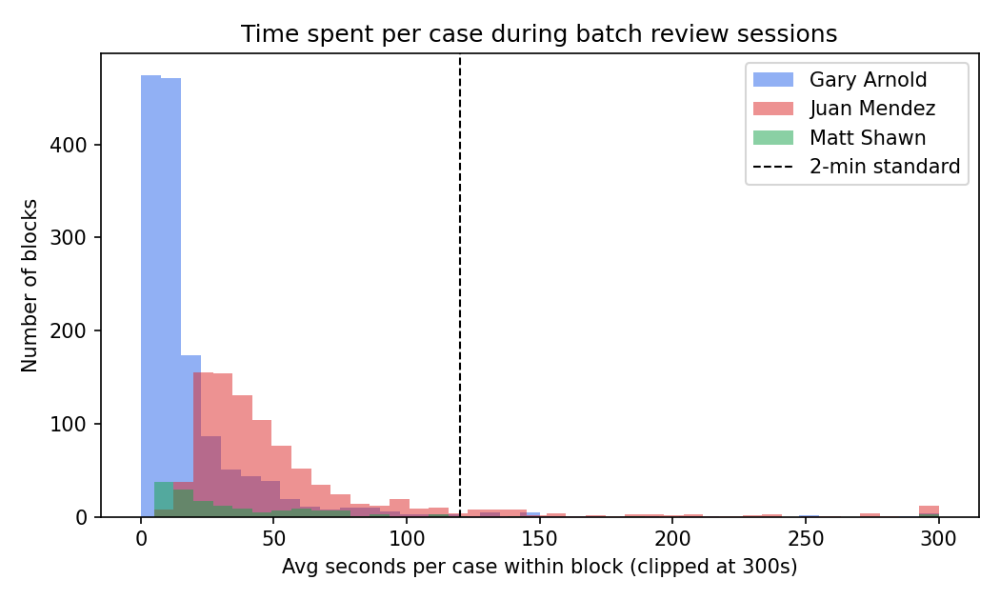 Time spent per case during batch review sessions
Gary Arnold
Juan Mendez
Matt Shawn
2-min standard
Number of blocks
400
300
200
100
0
0 50 100 150 200 250 300
Avg seconds per case within block (clipped at 300s)